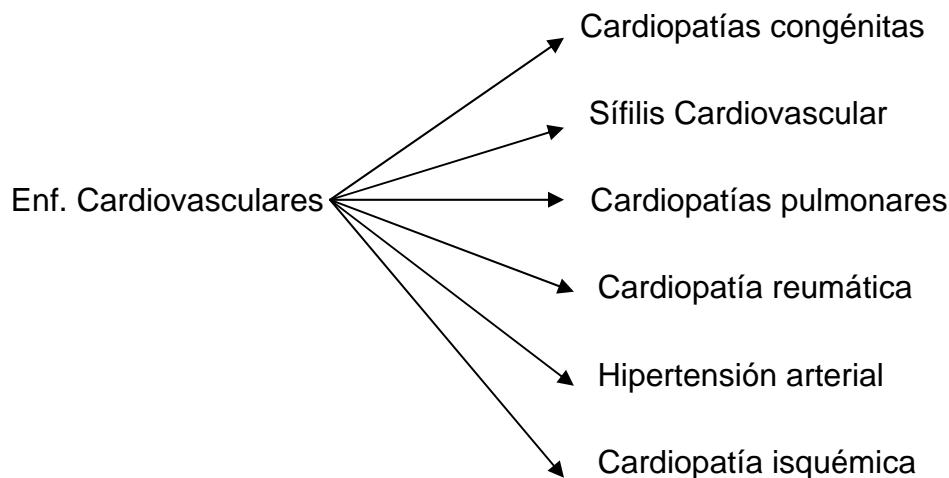 Cardiopatías congénitas
Sífilis Cardiovascular
Enf. Cardiovasculares
Cardiopatías pulmonares
Cardiopatía reumática
Hipertensión arterial
Cardiopatía isquémica